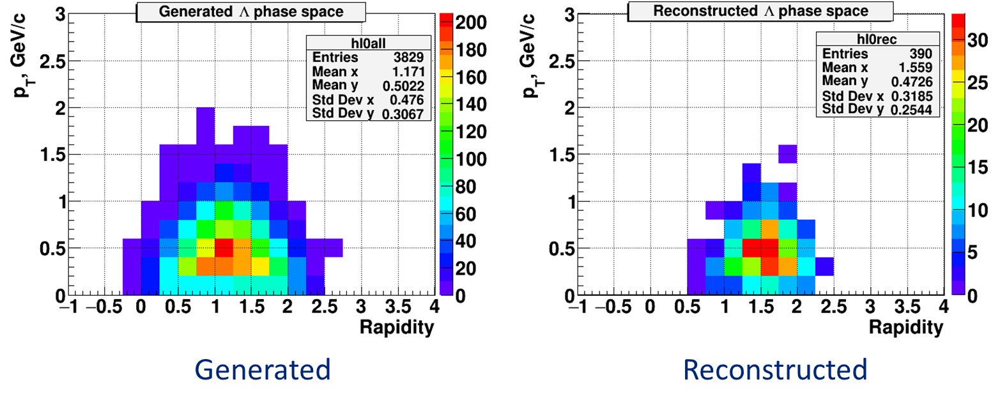 Generated Λ phase space
hl0all
Entries 3829
Mean x 1.171
Mean y 0.5022
Std Dev x 0.476
Std Dev y 0.3067
pT, GeV/c
3
2.5
2
1.5
1
0.5
0
−1 −0.5 0 0.5 1 1.5 2 2.5 3 3.5 4
Rapidity
200
180
160
140
120
100
80
60
40
20
0
Generated
Reconstructed Λ phase space
hl0rec
Entries 390
Mean x 1.559
Mean y 0.4726
Std Dev x 0.3185
Std Dev y 0.2544
pT, GeV/c
3
2.5
2
1.5
1
0.5
0
−1 −0.5 0 0.5 1 1.5 2 2.5 3 3.5 4
Rapidity
30
25
20
15
10
5
0
Reconstructed